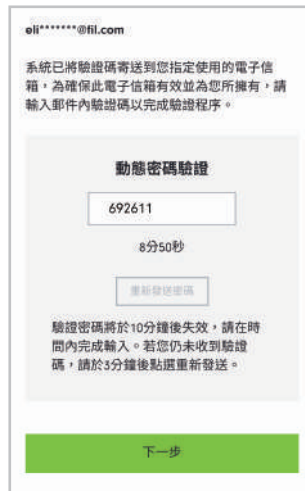 eli*******@fil.com
系統已將驗證碼寄送到您指定使用的電子信
箱，為確保此電子信箱有效並為您所擁有，請
輸入郵件內驗證碼以完成驗證程序。
動態密碼驗證
692611
8分50秒
重新發送密碼
驗證密碼將於10分鐘後失效，請在時
間內完成輸入。若您仍未收到驗證
碼，請於3分鐘後點選重新發送。
下一步